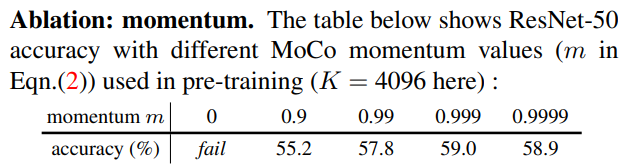 Ablation: momentum. The table below shows ResNet-50
accuracy with different MoCo momentum values (m in
Eqn.(2)) used in pre-training (K = 4096 here) :
momentum m 0 0.9 0.99 0.999 0.9999
accuracy (%) fail 55.2 57.8 59.0 58.9